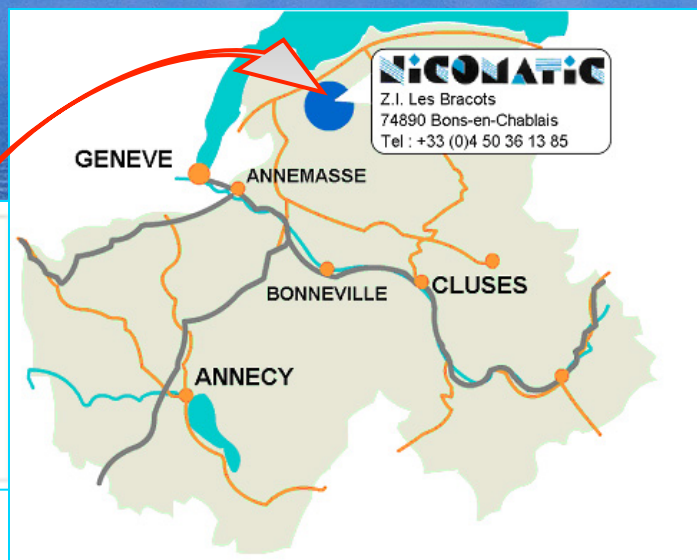 NiCOMATiC
Z.I. Les Bracots
74890 Bons-en-Chablais
Tel : +33 (0)4 50 36 13 85
GENEVE
ANNEMASSE
BONNEVILLE
CLUSES
ANNECY